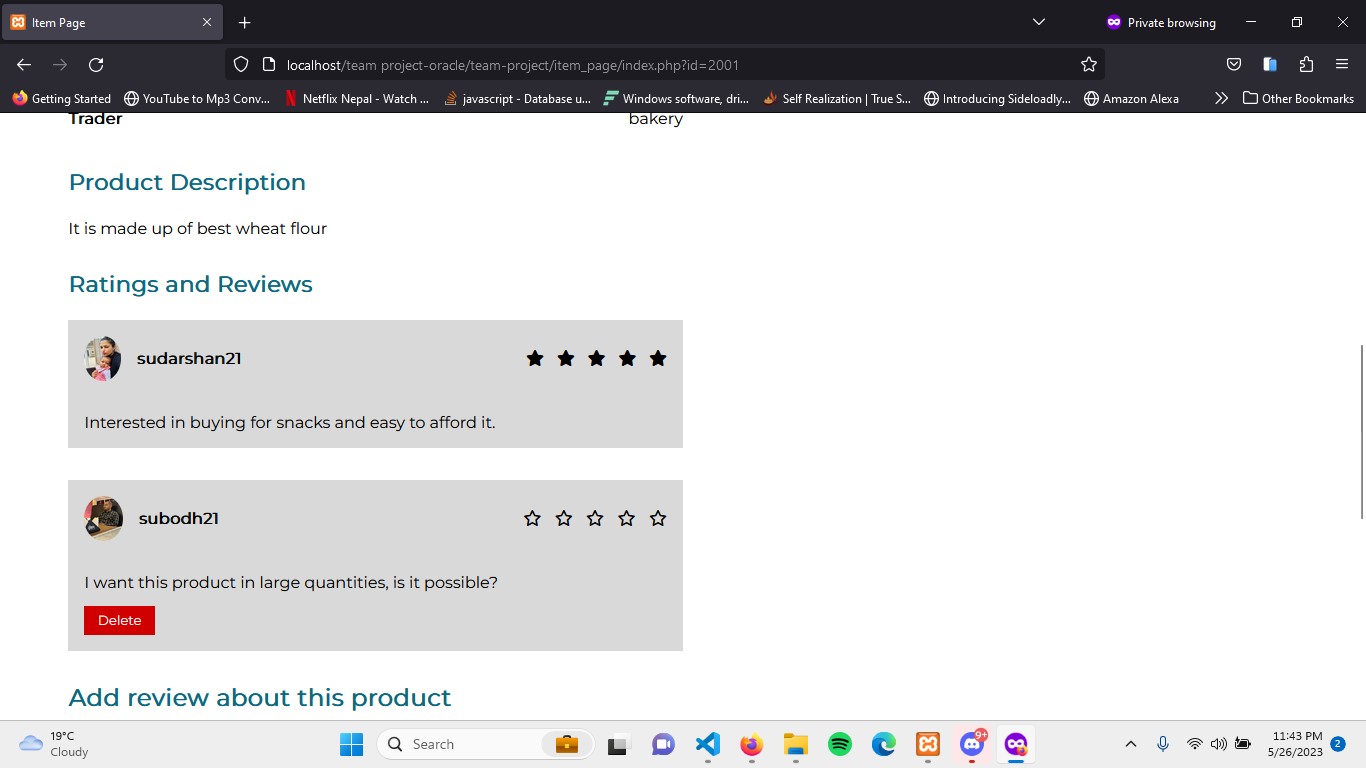 Item Page
Private browsing
localhost/team project-oracle/team-project/item_page/index.php?id=2001
Getting Started
YouTube to Mp3 Conv...
Netflix Nepal - Watch ...
javascript - Database u...
Windows software, dri...
Self Realization | True S...
Introducing Sideloadly...
Amazon Alexa
Other Bookmarks
Trader bakery
Product Description
It is made up of best wheat flour
Ratings and Reviews
sudarshan21
Interested in buying for snacks and easy to afford it.
subodh21
I want this product in large quantities, is it possible?
Delete
Add review about this product
19°C
Cloudy
Search
9+
11:43 PM
5/26/2023
2